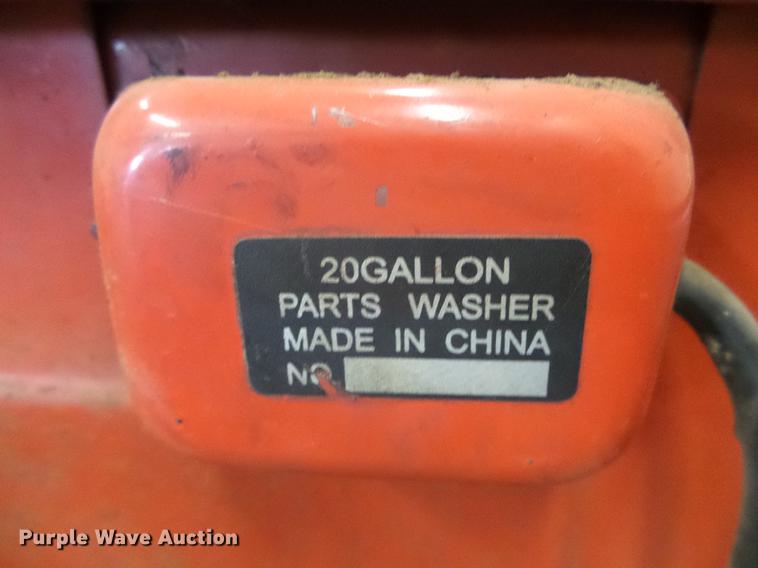 20GALLON
PARTS WASHER
MADE IN CHINA
NO.
Purple Wave Auction